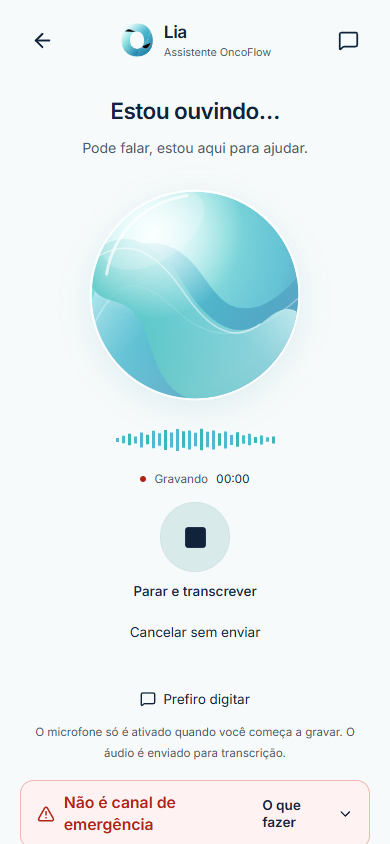 Lia
Assistente OncoFlow
Estou ouvindo...
Pode falar, estou aqui para ajudar.
Gravando 00:00
Parar e transcrever
Cancelar sem enviar
Prefiro digitar
O microfone só é ativado quando você começa a gravar. O
áudio é enviado para transcrição.
Não é canal de
emergência
O que
fazer